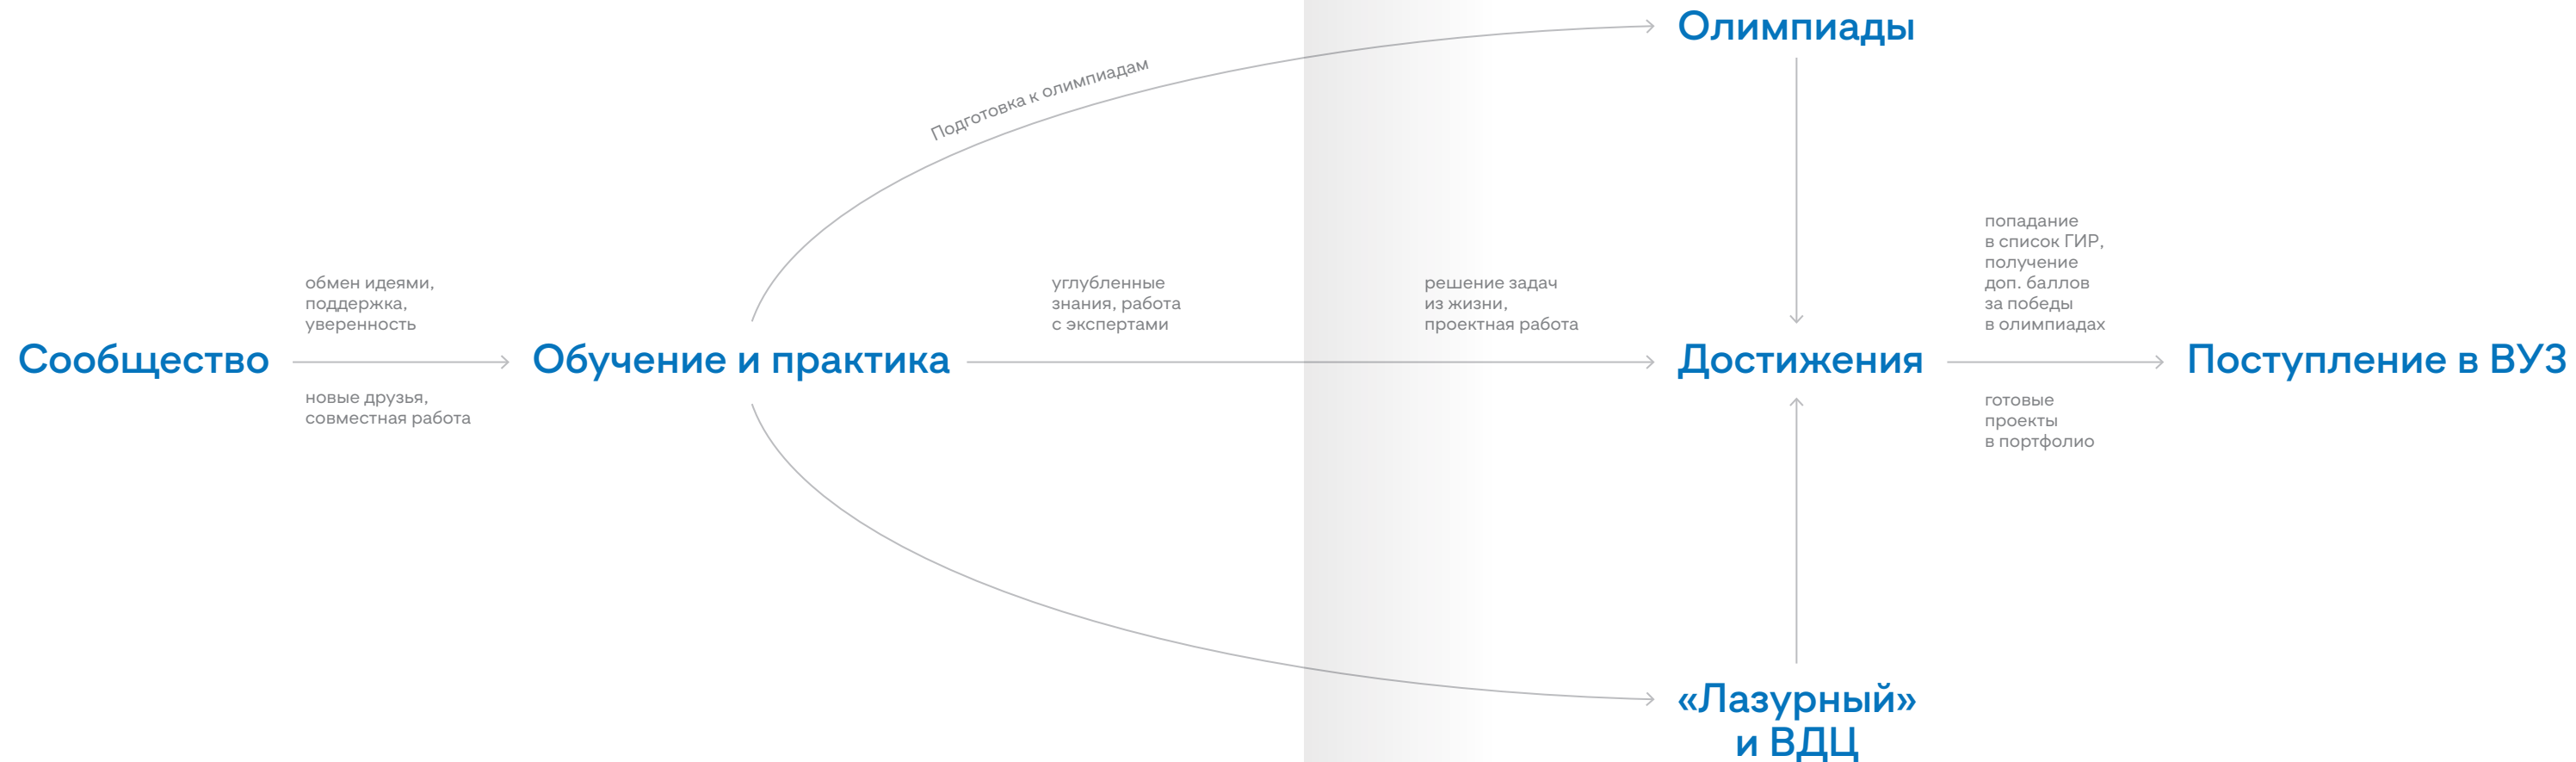 Олимпиады
Подготовка к олимпиадам
попадание
в список ГИР,
получение
доп. баллов
за победы
в олимпиадах
обмен идеями,
поддержка,
уверенность
углубленные
знания, работа
с экспертами
решение задач
из жизни,
проектная работа
Сообщество
Обучение и практика
Достижения
Поступление в ВУЗ
новые друзья,
совместная работа
готовые
проекты
в портфолио
«Лазурный»
и ВДЦ